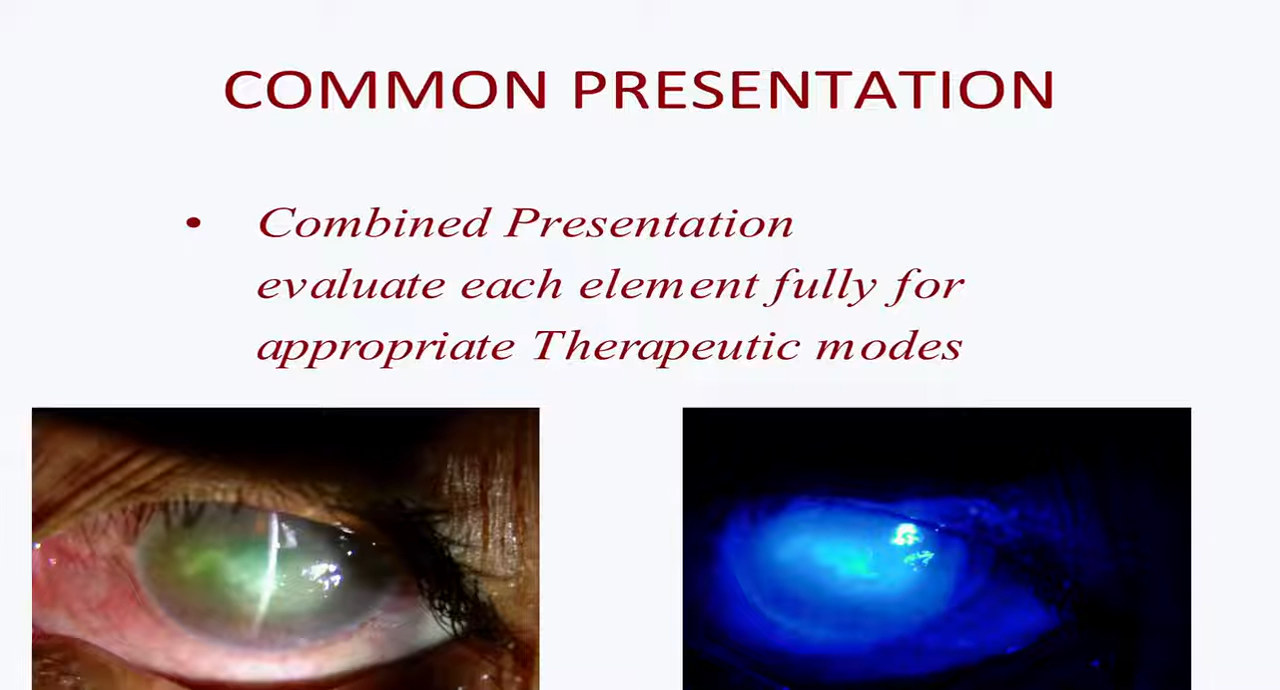 COMMON PRESENTATION
• Combined Presentation
evaluate each element fully for
appropriate Therapeutic modes